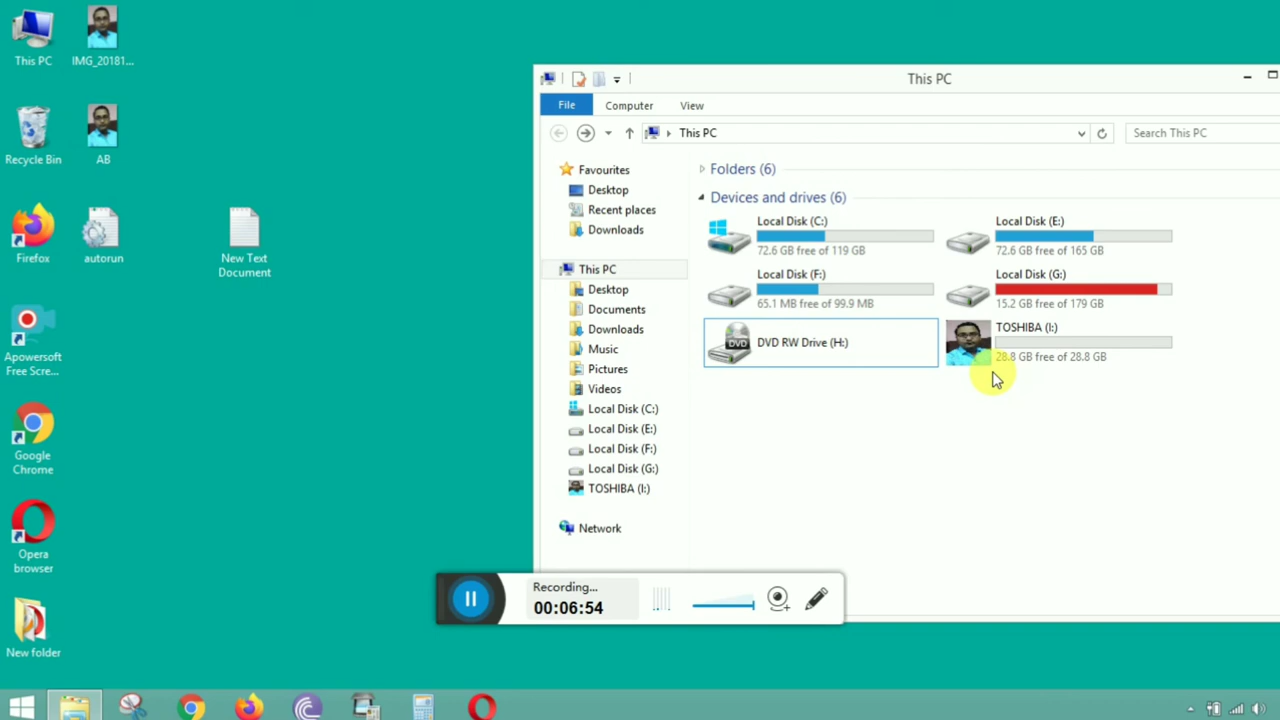 This PC
IMG_20181...
Recycle Bin
AB
Firefox
autorun
New Text
Document
Apowersoft
Free Scre...
Google
Chrome
Opera
browser
New folder
This PC
File
Computer
View
This PC
Search This PC
Favourites
Desktop
Recent places
Downloads
This PC
Desktop
Documents
Downloads
Music
Pictures
Videos
Local Disk (C:)
Local Disk (E:)
Local Disk (F:)
Local Disk (G:)
TOSHIBA (I:)
Network
Folders (6)
Devices and drives (6)
Local Disk (C:)
72.6 GB free of 119 GB
Local Disk (E:)
72.6 GB free of 165 GB
Local Disk (F:)
65.1 MB free of 99.9 MB
Local Disk (G:)
15.2 GB free of 179 GB
DVD
DVD RW Drive (H:)
TOSHIBA (I:)
28.8 GB free of 28.8 GB
Recording...
00:06:54